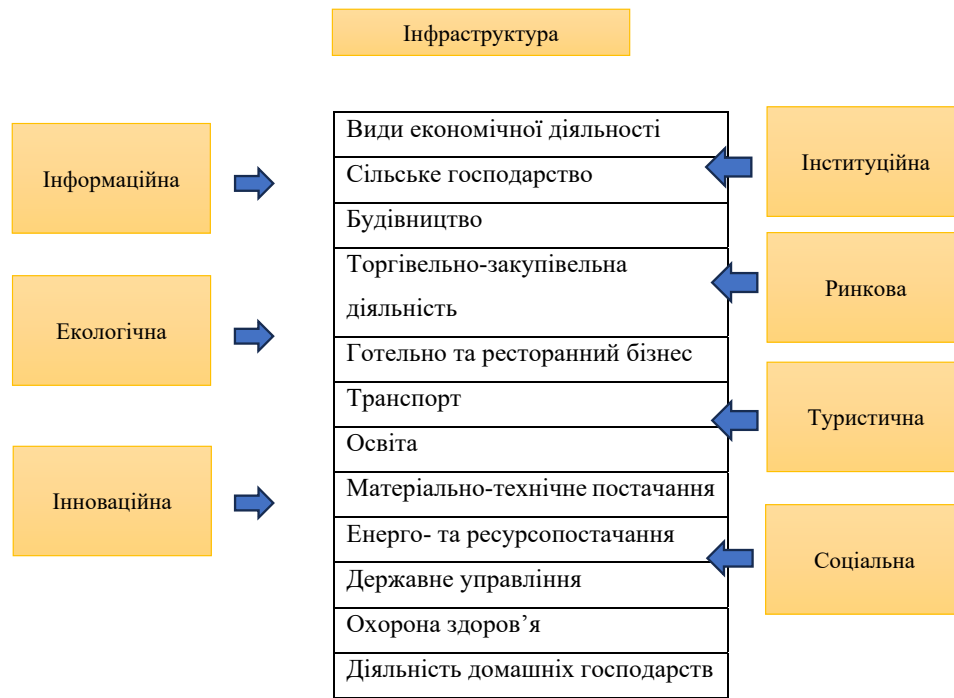 Інфраструктура
Інформаційна
Екологічна
Інноваційна
Види економічної діяльності
Сільське господарство
Будівництво
Торгівельно-закупівельна
діяльність
Готельно та ресторанний бізнес
Транспорт
Освіта
Матеріально-технічне постачання
Енерго- та ресурсопостачання
Державне управління
Охорона здоров’я
Діяльність домашніх господарств
Інституційна
Ринкова
Туристична
Соціальна